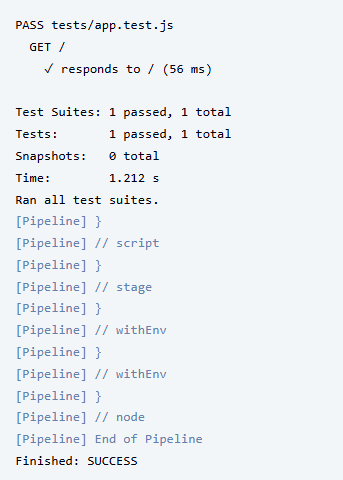 PASS tests/app.test.js
GET /
✓ responds to / (56 ms)
Test Suites: 1 passed, 1 total
Tests: 1 passed, 1 total
Snapshots: 0 total
Time: 1.212 s
Ran all test suites.
[Pipeline] }
[Pipeline] // script
[Pipeline] }
[Pipeline] // stage
[Pipeline] }
[Pipeline] // withEnv
[Pipeline] }
[Pipeline] // withEnv
[Pipeline] }
[Pipeline] // node
[Pipeline] End of Pipeline
Finished: SUCCESS